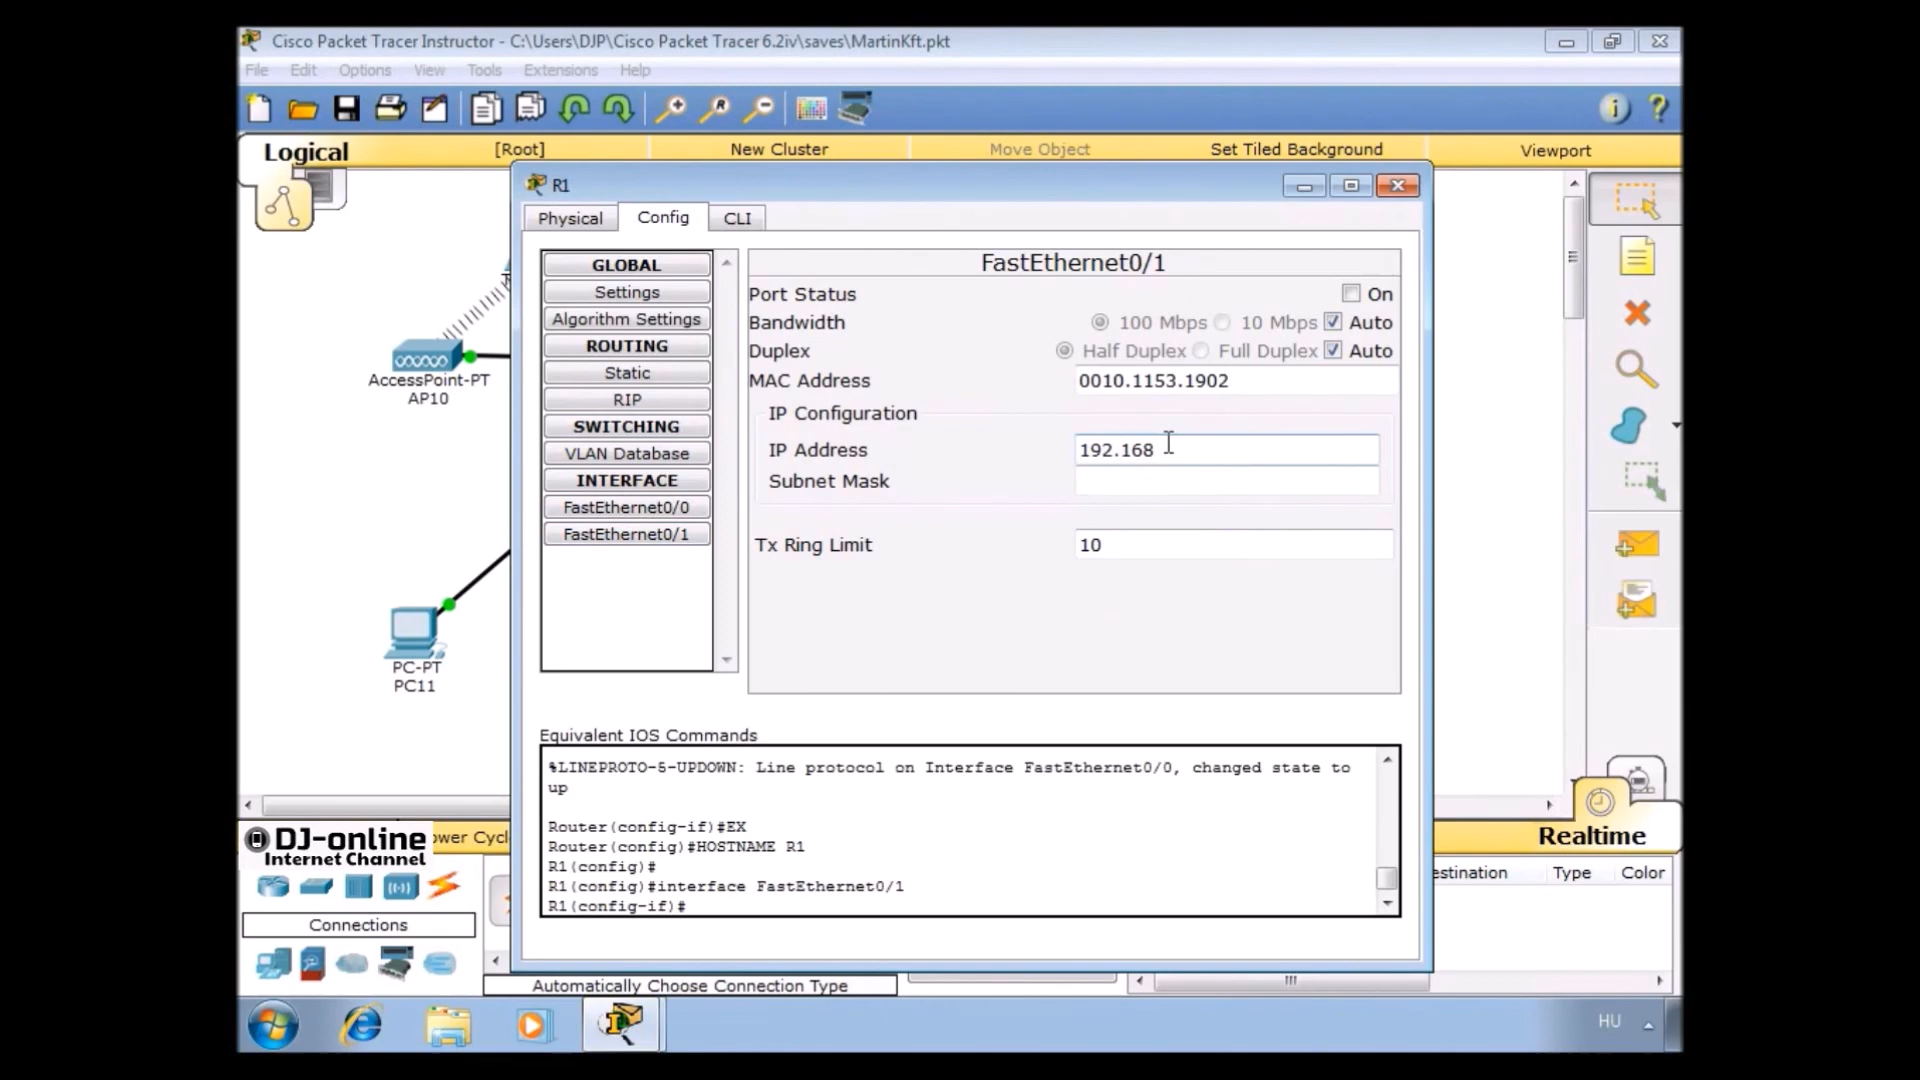 Cisco Packet Tracer Instructor - C:\Users\DJP\Cisco Packet Tracer 6.2iv\saves\MartinKft.pkt
File Edit Options View Tools Extensions Help
Logical [Root] New Cluster Move Object Set Tiled Background Viewport
R1
Physical Config CLI
GLOBAL
Settings
Algorithm Settings
ROUTING
Static
RIP
SWITCHING
VLAN Database
INTERFACE
FastEthernet0/0
FastEthernet0/1
FastEthernet0/1
Port Status On
Bandwidth 100 Mbps 10 Mbps Auto
Duplex Half Duplex Full Duplex Auto
MAC Address 0010.1153.1902
IP Configuration
IP Address 192.168
Subnet Mask
Tx Ring Limit 10
AccessPoint-PT
AP10
PC-PT
PC11
Equivalent IOS Commands
%LINEPROTO-5-UPDOWN: Line protocol on Interface FastEthernet0/0, changed state to
up
Router(config-if)#EX
Router(config)#HOSTNAME R1
R1(config)#
R1(config)#interface FastEthernet0/1
R1(config-if)#
DJ-online
Internet Channel
ower Cycl
Connections
Automatically Choose Connection Type
Realtime
estination Type Color
HU